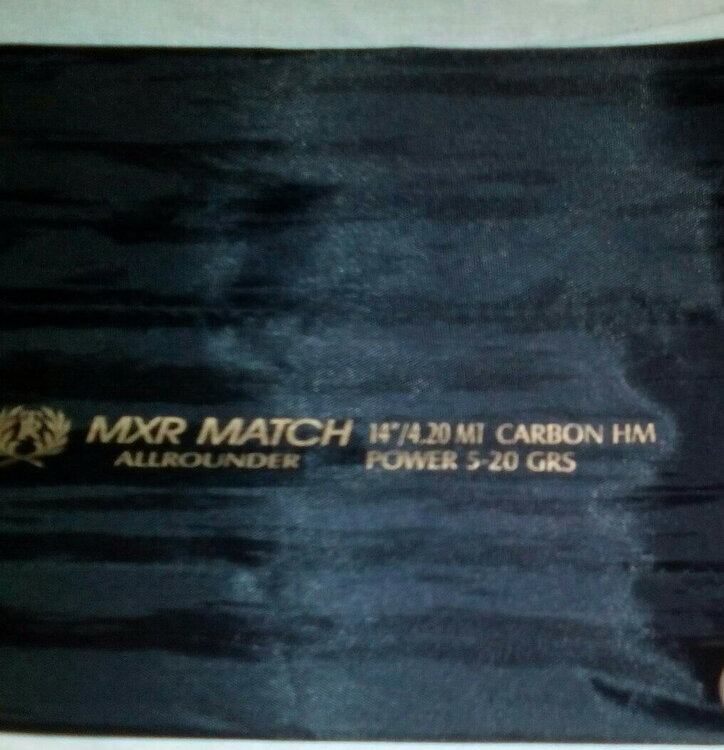 MXR MATCH 14"/4.20 MT CARBON HM
ALLROUNDER POWER 5-20 GRS